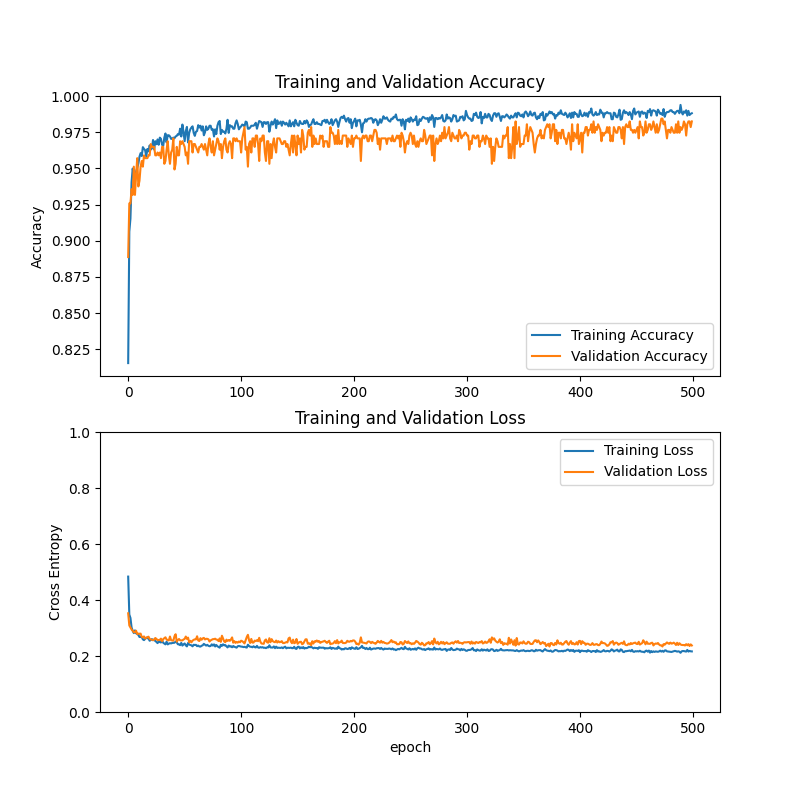 Training and Validation Accuracy
1.000
0.975
0.950
0.925
0.900
0.875
0.850
0.825
Accuracy
Training Accuracy
Validation Accuracy
0 100 200 300 400 500
Training and Validation Loss
1.0
0.8
0.6
0.4
0.2
0.0
Cross Entropy
Training Loss
Validation Loss
0 100 200 300 400 500
epoch